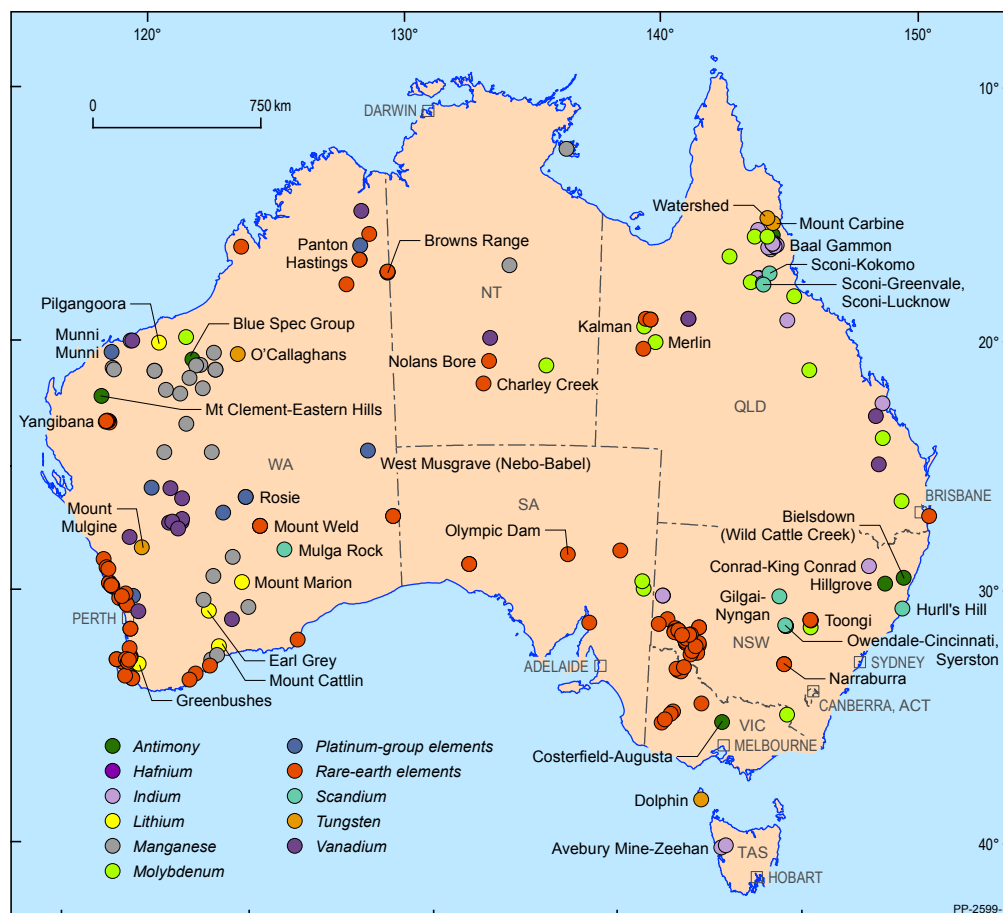 120°
130°
140°
150°
10°
0
750 km
DARWIN
Watershed
Mount Carbine
Baal Gammon
Panton
Browns Range
Hastings
Sconi-Kokomo
NT
Sconi-Greenvale,
Sconi-Lucknow
Pilgangoora
Munni
Munni
Blue Spec Group
Kalman
20°
O'Callaghans
Nolans Bore
Merlin
Charley Creek
Mt Clement-Eastern Hills
QLD
Yangibana
WA
West Musgrave (Nebo-Babel)
Rosie
SA
BRISBANE
Mount
Mulgine
Mount Weld
Olympic Dam
Bielsdown
(Wild Cattle Creek)
Mulga Rock
Conrad-King Conrad
Hillgrove
Mount Marion
30°
Gilgai-
Nyngan
Hurll's Hill
PERTH
Toongi
NSW
Owendale-Cincinnati,
Syerston
Earl Grey
ADELAIDE
SYDNEY
Mount Cattlin
Narraburra
Greenbushes
CANBERRA, ACT
VIC
Antimony
Platinum-group elements
MELBOURNE
Costerfield-Augusta
Hafnium
Rare-earth elements
Indium
Scandium
Dolphin
Lithium
Tungsten
Manganese
Vanadium
Avebury Mine-Zeehan
TAS
40°
Molybdenum
HOBART
PP-2599-